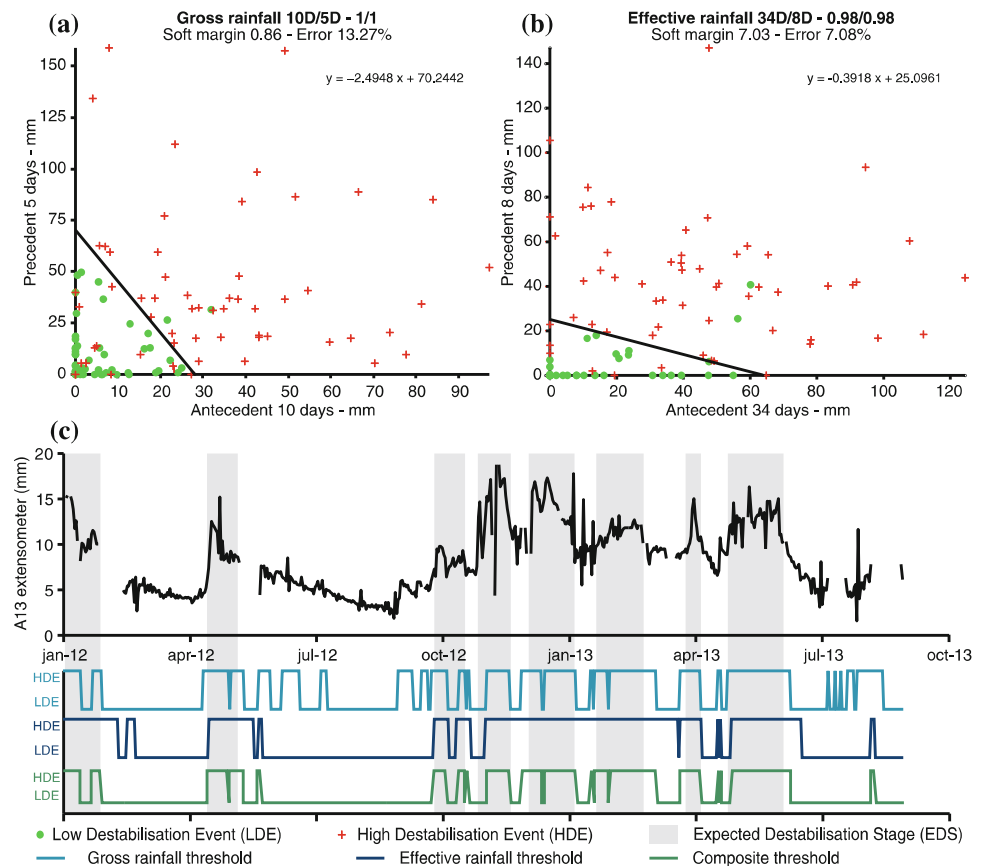 (a)
Gross rainfall 10D/5D - 1/1
Soft margin 0.86 - Error 13.27%
y = −2.4948 x + 70.2442
Precedent 5 days - mm
150
125
100
75
50
25
0
0 10 20 30 40 50 60 70 80 90
Antecedent 10 days - mm
(b)
Effective rainfall 34D/8D - 0.98/0.98
Soft margin 7.03 - Error 7.08%
y = -0.3918 x + 25.0961
Precedent 8 days - mm
140
120
100
80
60
40
20
0
0 20 40 60 80 100 120
Antecedent 34 days - mm
(c)
A13 extensometer (mm)
20
15
10
5
0
jan-12 apr-12 jul-12 oct-12 jan-13 apr-13 jul-13 oct-13
HDE
LDE
HDE
LDE
HDE
LDE
Low Destabilisation Event (LDE) High Destabilisation Event (HDE) Expected Destabilisation Stage (EDS)
Gross rainfall threshold Effective rainfall threshold Composite threshold